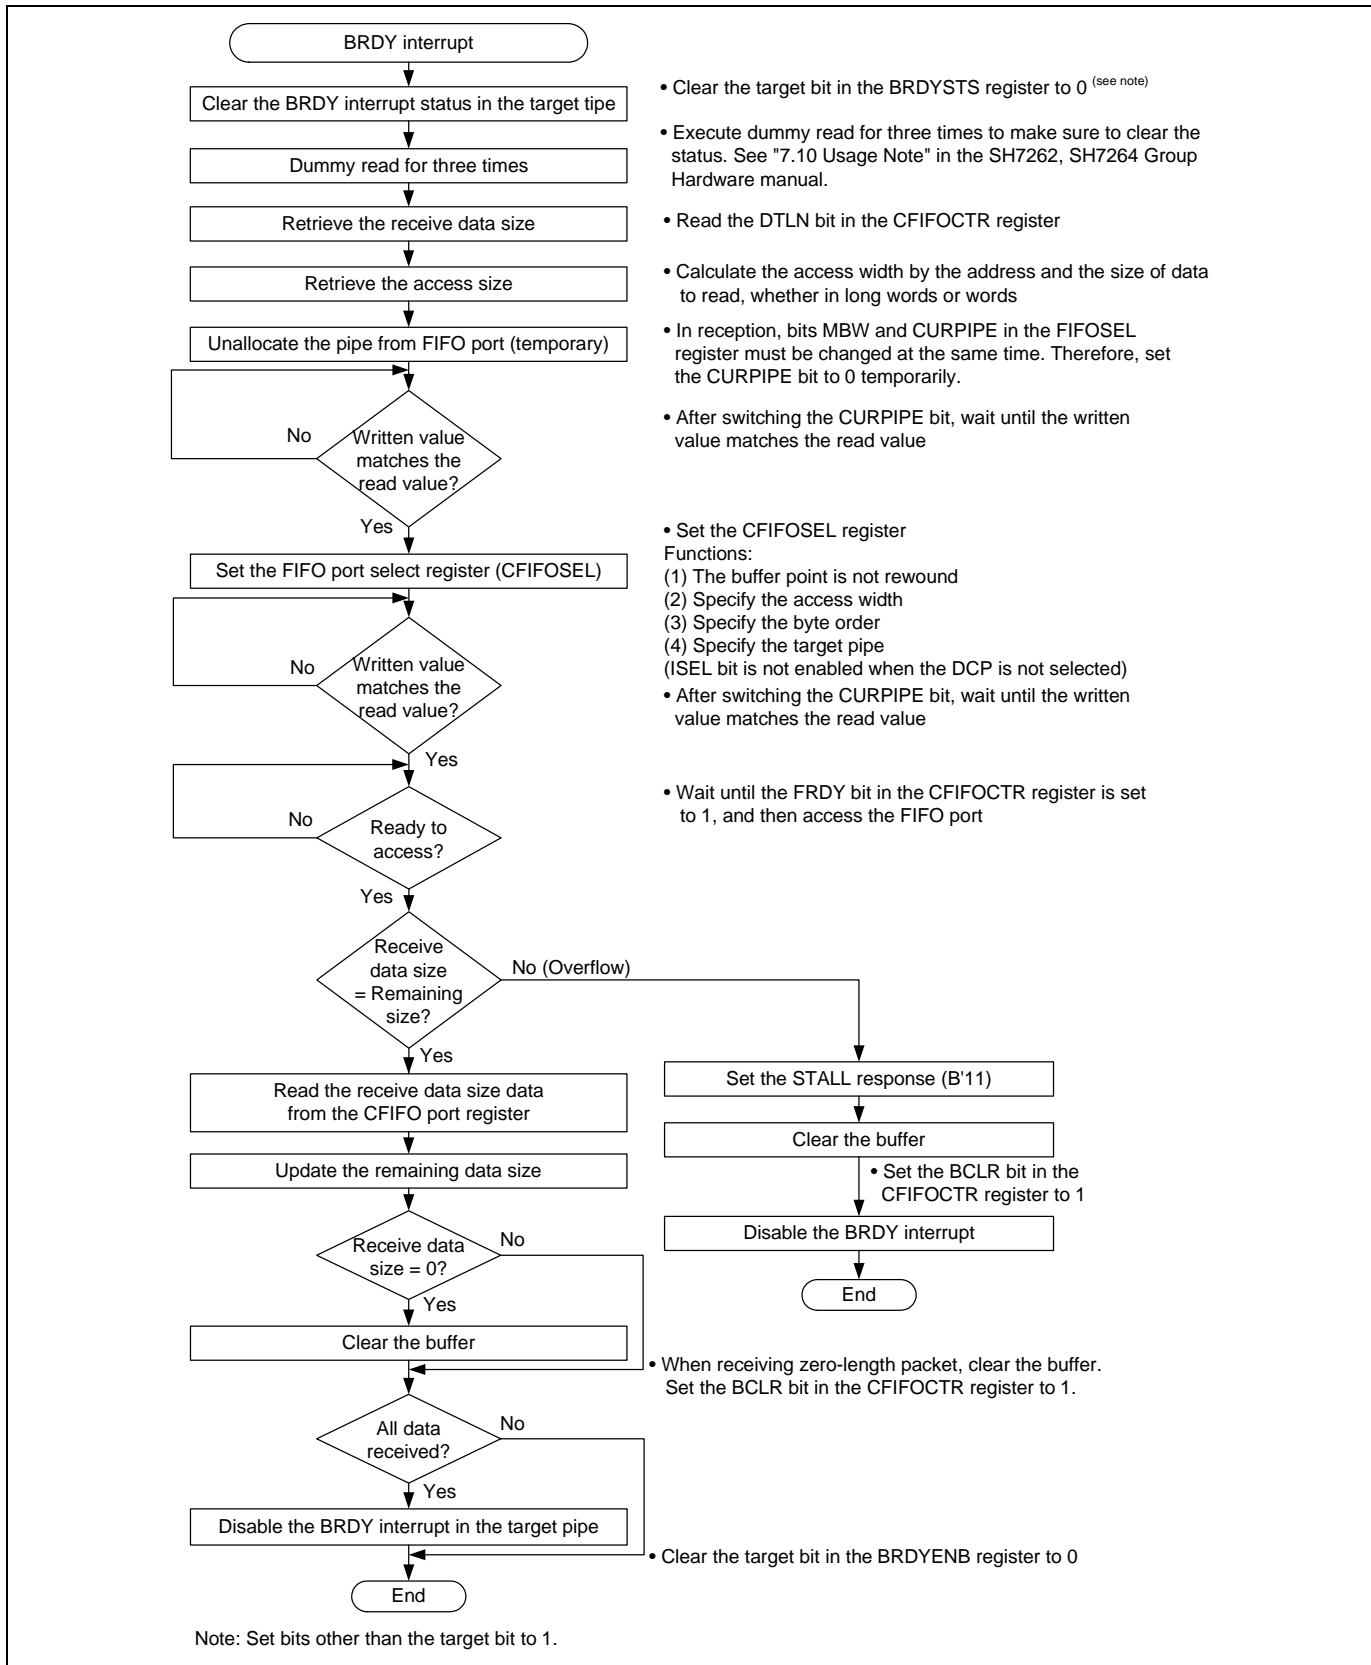 BRDY interrupt
Clear the BRDY interrupt status in the target tipe
• Clear the target bit in the BRDYSTS register to 0 (see note)
Dummy read for three times
• Execute dummy read for three times to make sure to clear the
status. See "7.10 Usage Note" in the SH7262, SH7264 Group
Hardware manual.
Retrieve the receive data size
• Read the DTLN bit in the CFIFOCTR register
Retrieve the access size
• Calculate the access width by the address and the size of data
to read, whether in long words or words
Unallocate the pipe from FIFO port (temporary)
• In reception, bits MBW and CURPIPE in the FIFOSEL
register must be changed at the same time. Therefore, set
the CURPIPE bit to 0 temporarily.
No
Written value
matches the
read value?
• After switching the CURPIPE bit, wait until the written
value matches the read value
Yes
Set the FIFO port select register (CFIFOSEL)
• Set the CFIFOSEL register
Functions:
(1) The buffer point is not rewound
(2) Specify the access width
(3) Specify the byte order
(4) Specify the target pipe
(ISEL bit is not enabled when the DCP is not selected)
No
Written value
matches the
read value?
• After switching the CURPIPE bit, wait until the written
value matches the read value
Yes
No
Ready to
access?
• Wait until the FRDY bit in the CFIFOCTR register is set
to 1, and then access the FIFO port
Yes
Receive
data size
= Remaining
size?
No (Overflow)
Yes
Read the receive data size data
from the CFIFO port register
Set the STALL response (B'11)
Update the remaining data size
Clear the buffer
• Set the BCLR bit in the
CFIFOCTR register to 1
Receive data
size = 0?
No
Disable the BRDY interrupt
End
Yes
Clear the buffer
• When receiving zero-length packet, clear the buffer.
Set the BCLR bit in the CFIFOCTR register to 1.
All data
received?
No
Yes
Disable the BRDY interrupt in the target pipe
• Clear the target bit in the BRDYENB register to 0
End
Note: Set bits other than the target bit to 1.